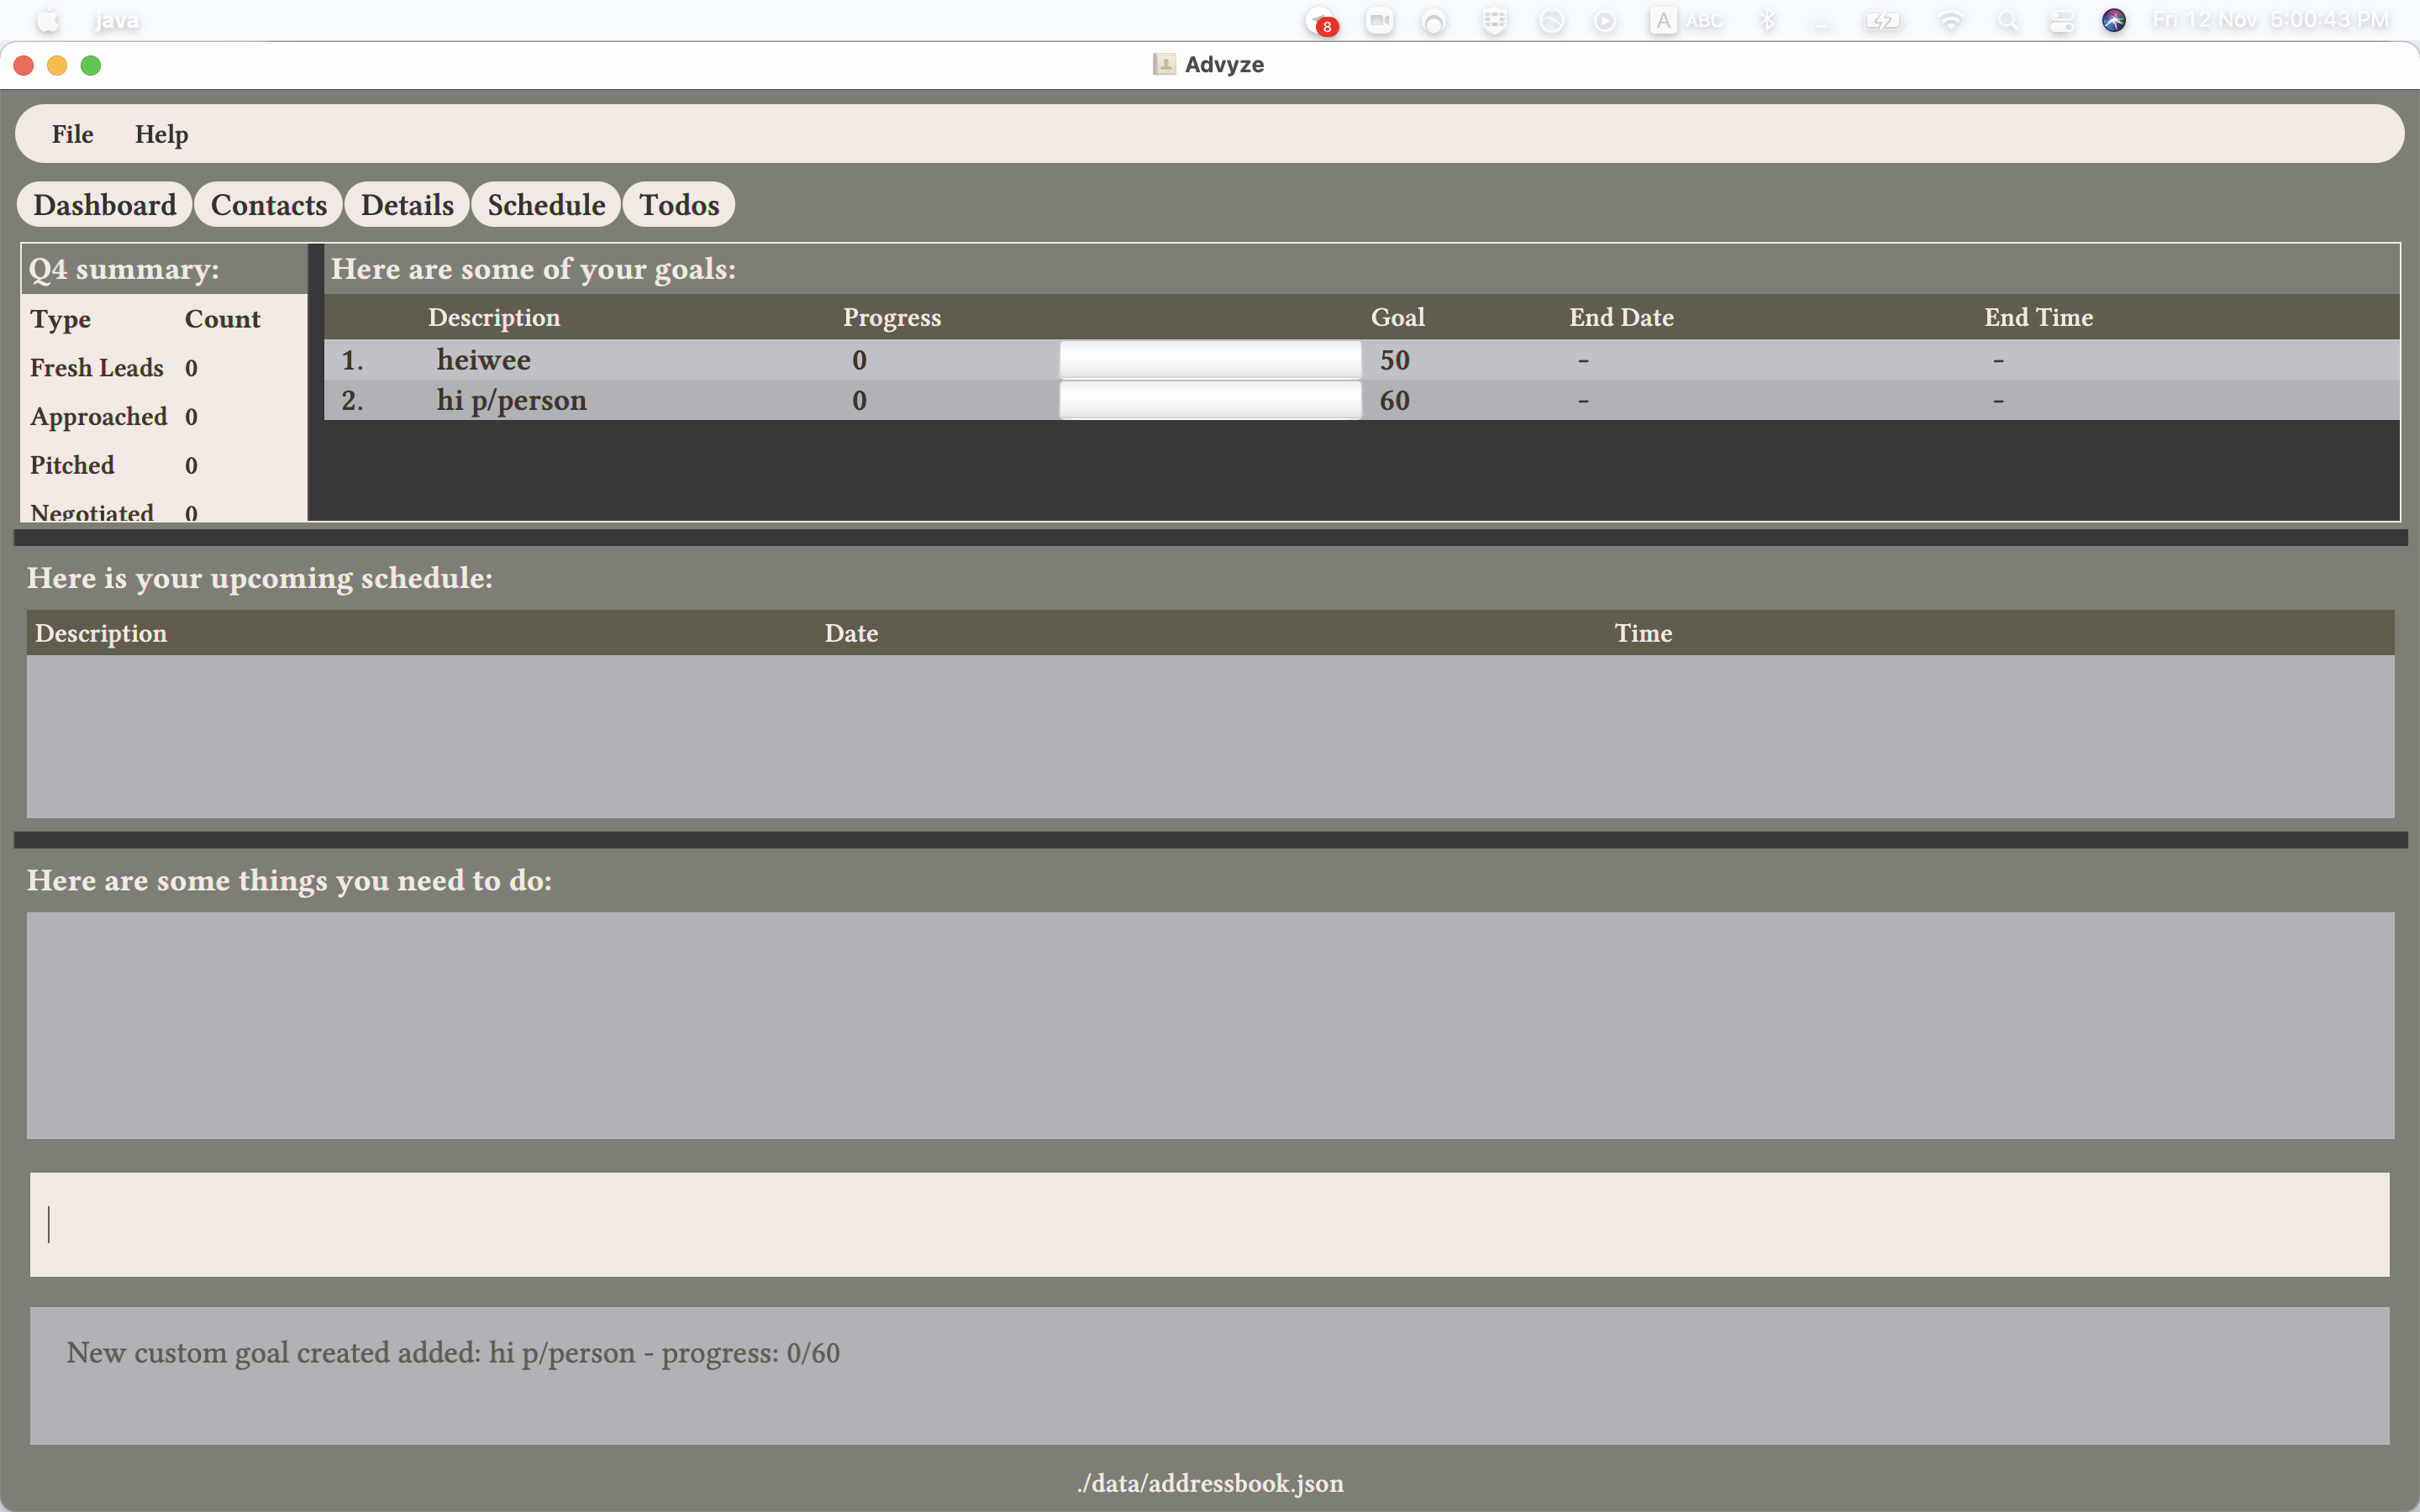 java
8
A ABC
Fri 12 Nov 5:00:43 PM
Advyze
File Help
Dashboard Contacts Details Schedule Todos
Q4 summary:
Type Count
Fresh Leads 0
Approached 0
Pitched 0
Negotiated 0
Here are some of your goals:
Description Progress Goal End Date End Time
1. heiwee 0 50 - -
2. hi p/person 0 60 - -
Here is your upcoming schedule:
Description Date Time
Here are some things you need to do:
New custom goal created added: hi p/person - progress: 0/60
./data/addressbook.json